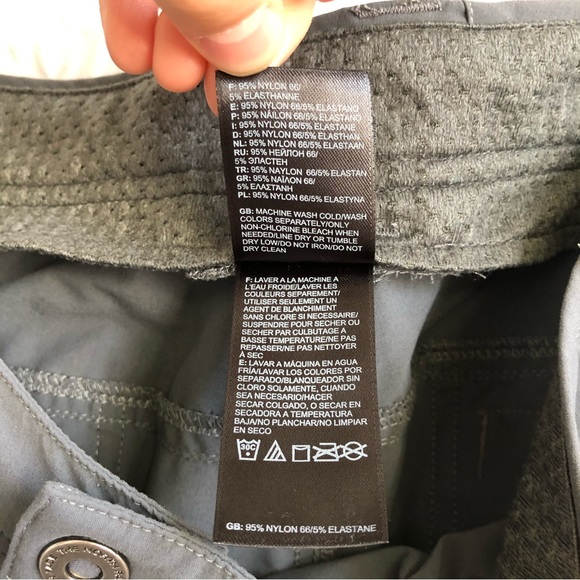 F: 95% NYLON 66/
5% ELASTHANNE
E: 95% NYLON 66/5% ELASTANO
P: 95% NÁILON 66/5% ELASTANO
I: 95% NYLON 66/5% ELASTANE
D: 95% NYLON 66/5% ELASTHAN
NL: 95% NYLON 66/5% ELASTAAN
RU: 95% НЕЙЛОН 66/
5% ЭЛАСТЕН
TR: 95% NAYLON 66/5% ELASTAN
GR: 95% ΝΑΪΛΟΝ 66/
5% ΕΛΑΣΤΑΝΗ
PL: 95% NYLON 66/5% ELASTYNA
GB: MACHINE WASH COLD/WASH
COLORS SEPARATELY/ONLY
NON-CHLORINE BLEACH WHEN
NEEDED/LINE DRY OR TUMBLE
DRY LOW/DO NOT IRON/DO NOT
DRY CLEAN
F: LAVER A LA MACHINE A
L'EAU FROIDE/LAVER LES
COULEURS SEPAREMENT/
UTILISER SEULEMENT UN
AGENT DE BLANCHIMENT
SANS CHLORE SI NECESSAIRE/
SUSPENDRE POUR SECHER OU
SECHER PAR CULBUTAGE A
BASSE TEMPERATURE/NE PAS
REPASSER/NE PAS NETTOYER
À SEC
E: LAVAR A MÁQUINA EN AGUA
FRÍA/LAVAR LOS COLORES POR
SEPARADO/BLANQUEADOR SIN
CLORO SOLAMENTE, CUANDO
SEA NECESARIO/HACER
SECAR COLGADO, O SECAR EN
SECADORA A TEMPERATURA
BAJA/NO PLANCHAR/NO LIMPIAR
EN SECO
30C
GB: 95% NYLON 66/5% ELASTANE
THE NORTH